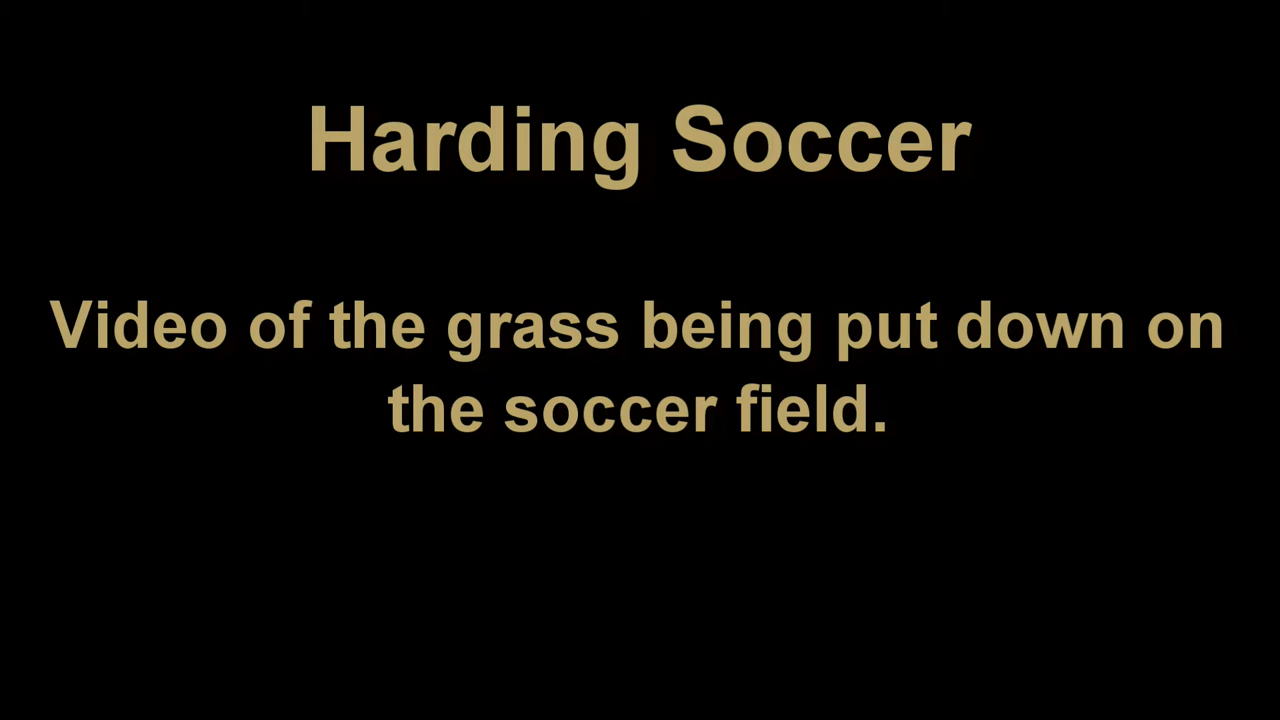 Harding Soccer
Video of the grass being put down on
the soccer field.